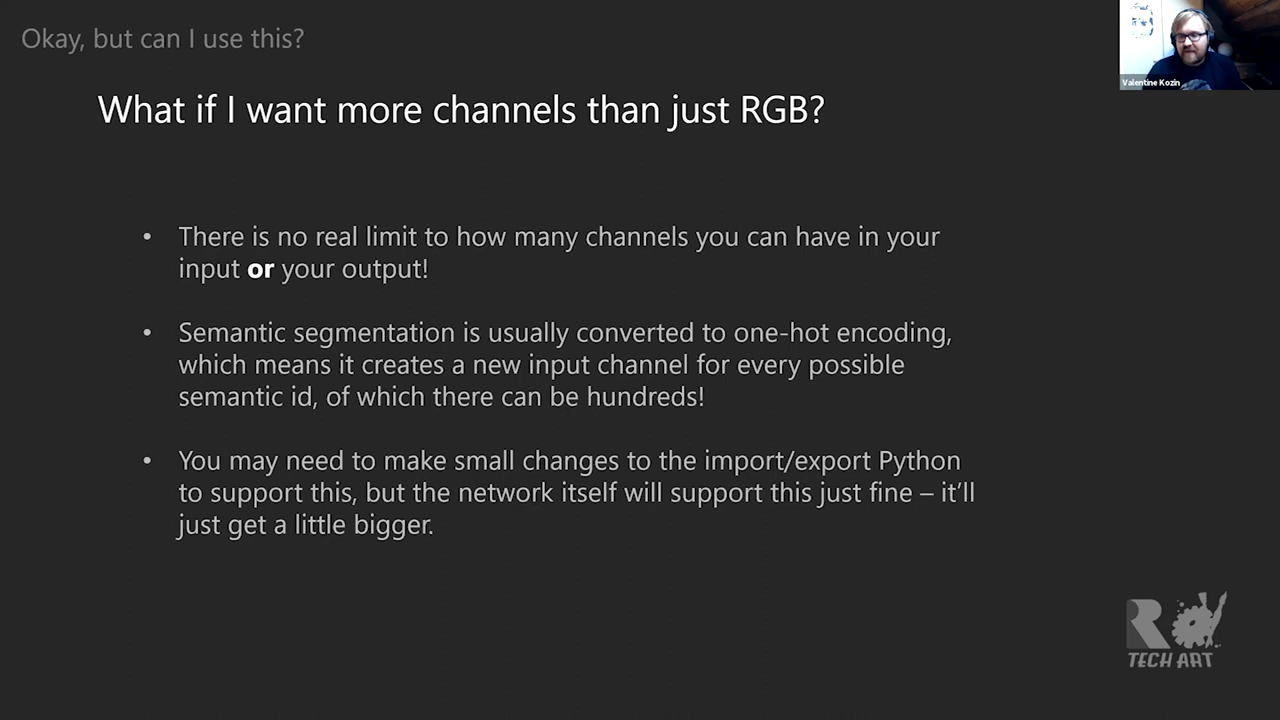 Okay, but can I use this?
Valentine Kozin
What if I want more channels than just RGB?
• There is no real limit to how many channels you can have in your
input or your output!
• Semantic segmentation is usually converted to one-hot encoding,
which means it creates a new input channel for every possible
semantic id, of which there can be hundreds!
• You may need to make small changes to the import/export Python
to support this, but the network itself will support this just fine – it’ll
just get a little bigger.
R
TECH ART